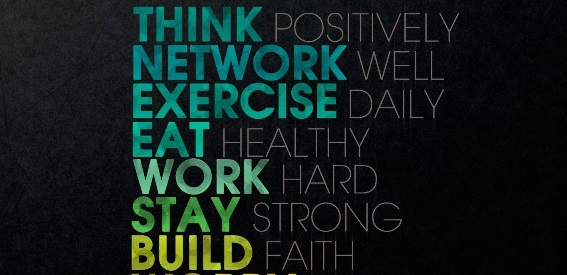 THINK POSITIVELY
NETWORK WELL
EXERCISE DAILY
EAT HEALTHY
WORK HARD
STAY STRONG
BUILD FAITH